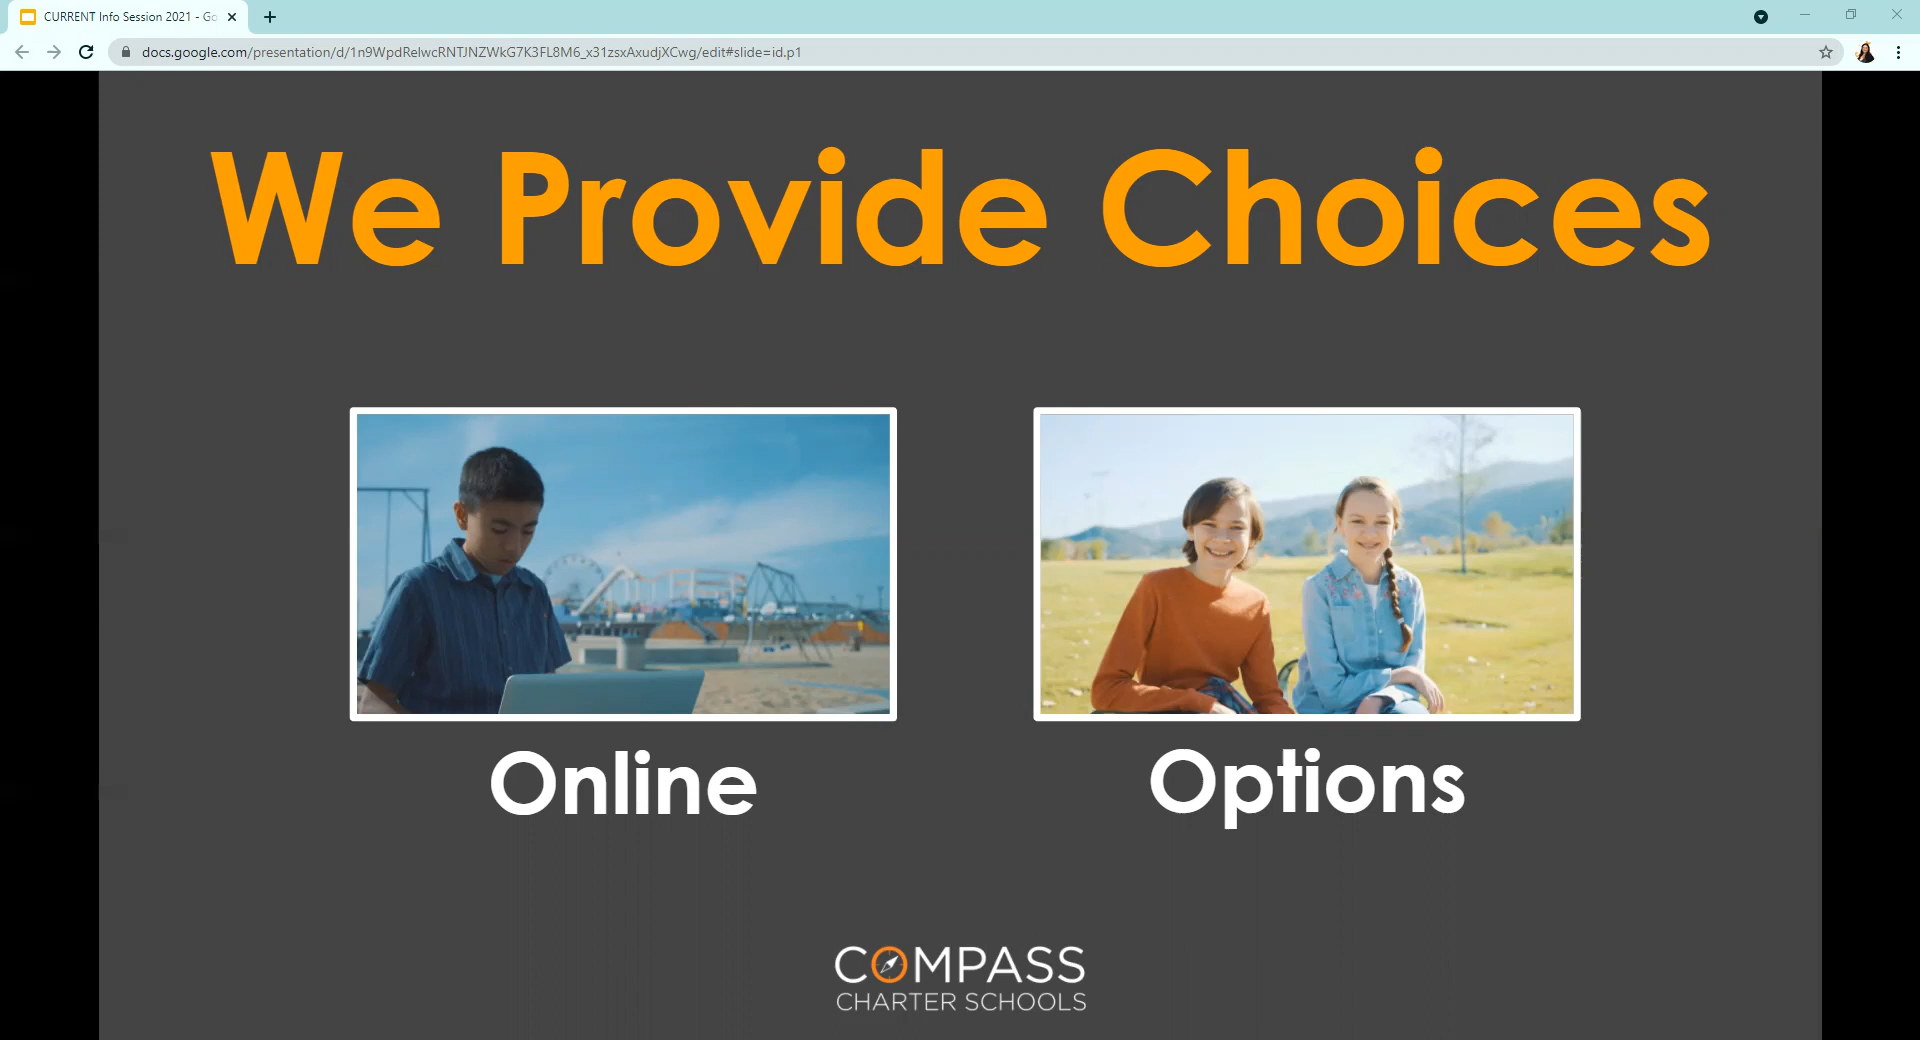 CURRENT Info Session 2021 - Go
docs.google.com/presentation/d/1n9WpdRelwcRNTJNZWkG7K3FL8M6_x31zsxAxudjXCwg/edit#slide=id.p1
We Provide Choices
Online
Options
COMPASS
CHARTER SCHOOLS